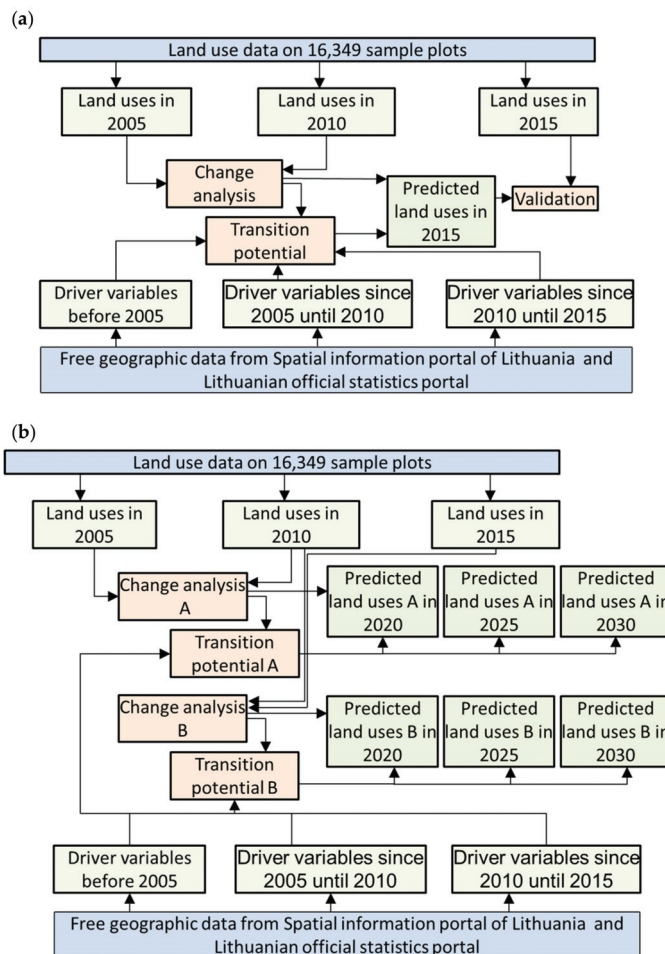 (a)
Land use data on 16,349 sample plots
Land uses in
2005
Land uses in
2010
Land uses in
2015
Change
analysis
Predicted
land uses in
2015
Validation
Transition
potential
Driver variables
before 2005
Driver variables since
2005 until 2010
Driver variables since
2010 until 2015
Free geographic data from Spatial information portal of Lithuania and
Lithuanian official statistics portal
(b)
Land use data on 16,349 sample plots
Land uses in
2005
Land uses in
2010
Land uses in
2015
Change analysis
A
Predicted
land uses A in
2020
Predicted
land uses A in
2025
Predicted
land uses A in
2030
Transition
potential A
Change analysis
B
Predicted
land uses B in
2020
Predicted
land uses B in
2025
Predicted
land uses B in
2030
Transition
potential B
Driver variables
before 2005
Driver variables since
2005 until 2010
Driver variables since
2010 until 2015
Free geographic data from Spatial information portal of Lithuania and
Lithuanian official statistics portal